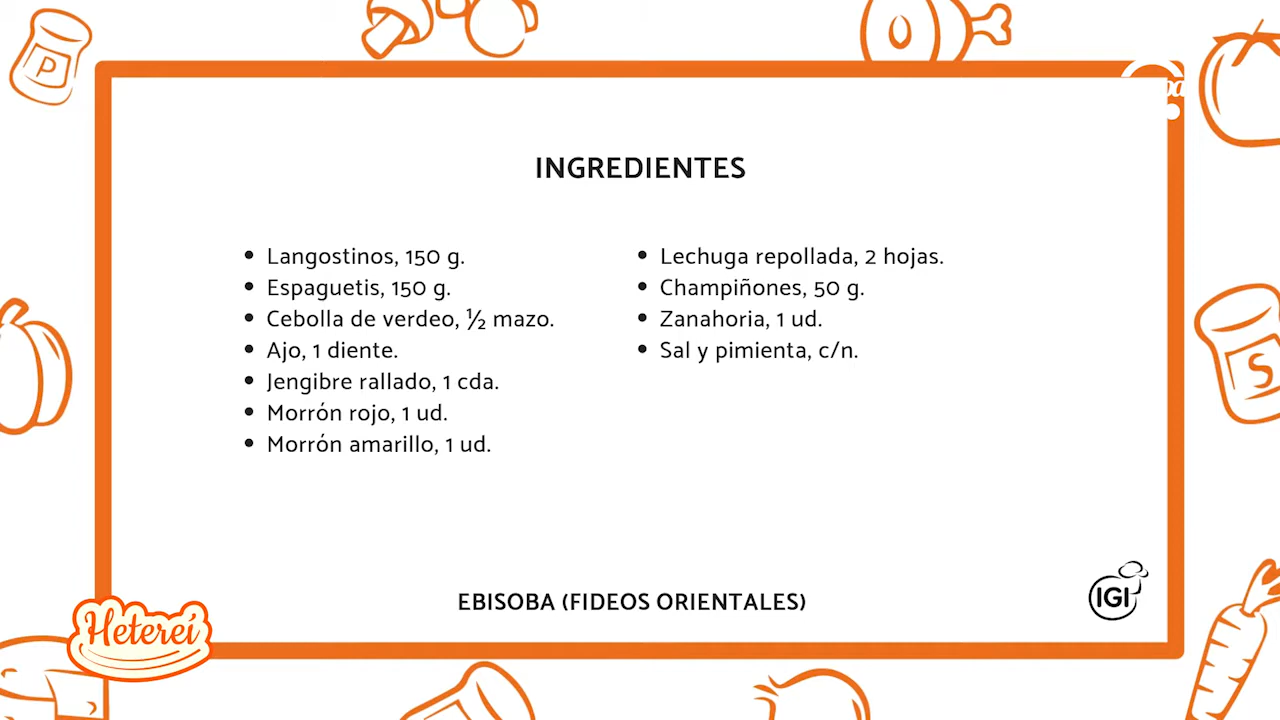 P
INGREDIENTES
• Langostinos, 150 g.
• Espaguetis, 150 g.
• Cebolla de verdeo, ½ mazo.
• Ajo, 1 diente.
• Jengibre rallado, 1 cda.
• Morrón rojo, 1 ud.
• Morrón amarillo, 1 ud.
• Lechuga repollada, 2 hojas.
• Champiñones, 50 g.
• Zanahoria, 1 ud.
• Sal y pimienta, c/n.
S
EBISOBA (FIDEOS ORIENTALES)
IGI
Heterei